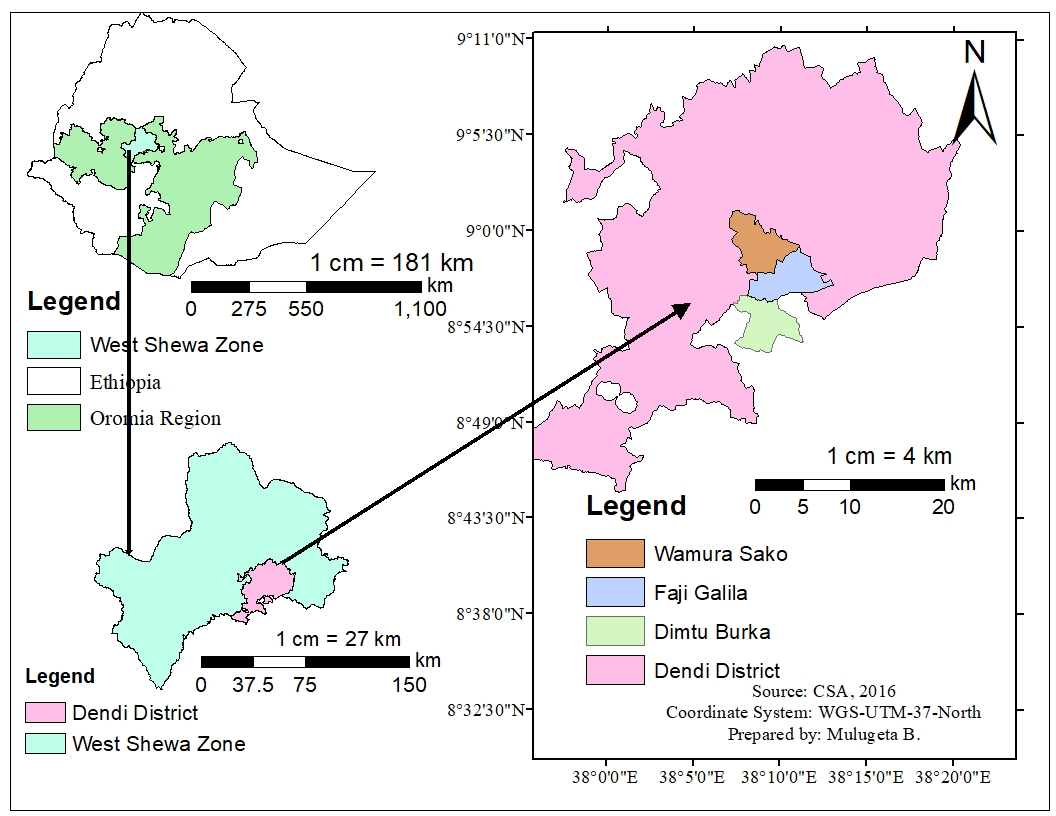 1 cm = 181 km
km
0 275 550 1,100
Legend
West Shewa Zone
Ethiopia
Oromia Region
1 cm = 27 km
km
0 37.5 75 150
Legend
Dendi District
West Shewa Zone
9°11'0"N
9°5'30"N
9°0'0"N
8°54'30"N
8°49'0"N
8°43'30"N
8°38'0"N
8°32'30"N
N
1 cm = 4 km
km
0 5 10 20
Legend
Wamura Sako
Faji Galila
Dimtu Burka
Dendi District
Source: CSA, 2016
Coordinate System: WGS-UTM-37-North
Prepared by: Mulugeta B.
38°0'0"E 38°5'0"E 38°10'0"E 38°15'0"E 38°20'0"E